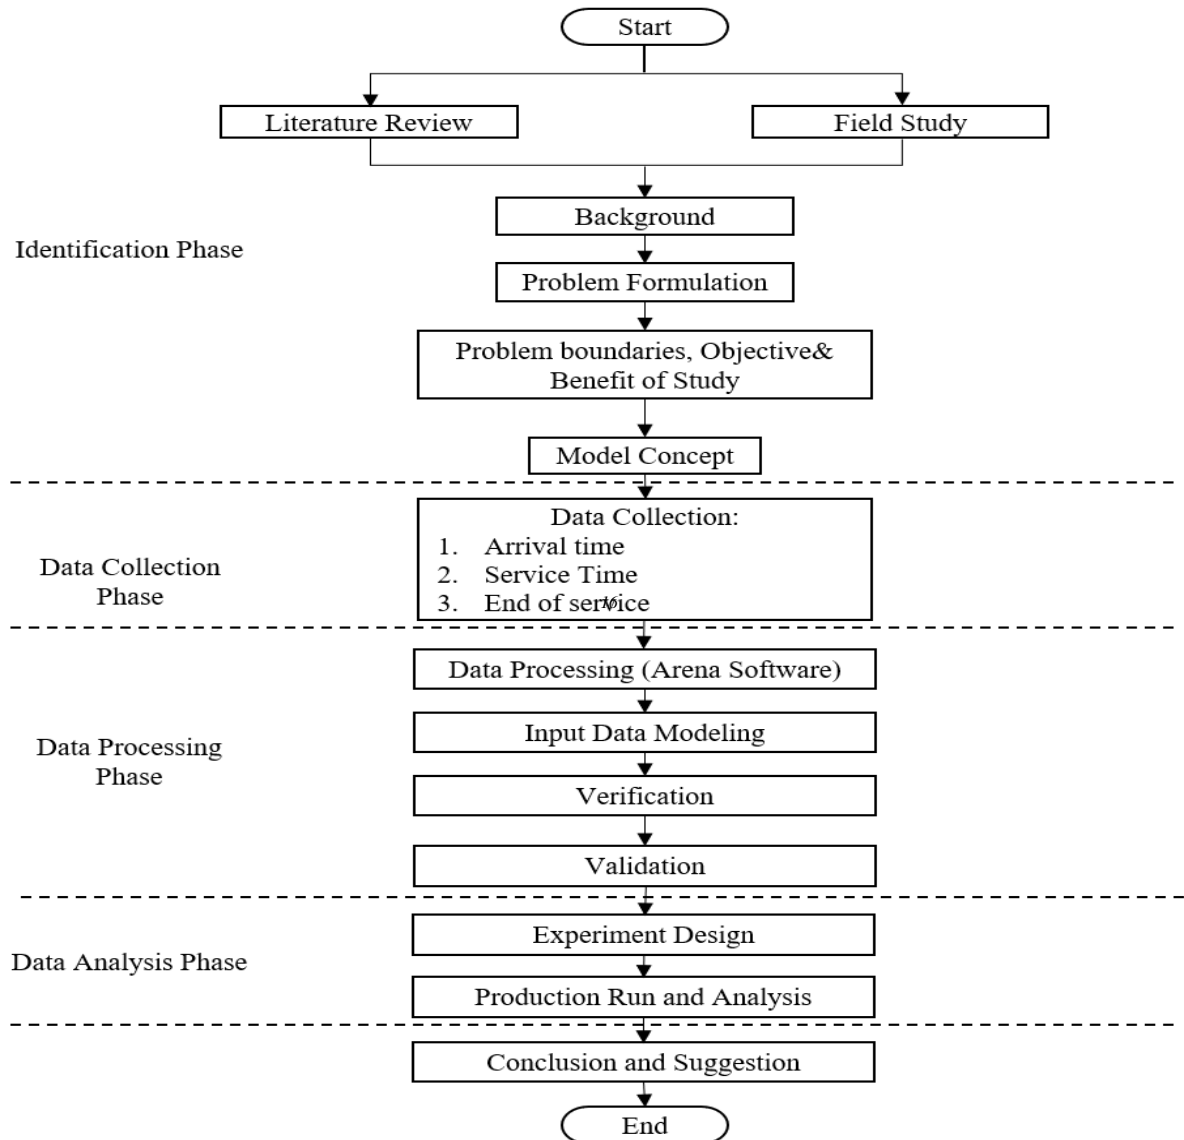 Start
Literature Review
Field Study
Background
Identification Phase
Problem Formulation
Problem boundaries, Objective&
Benefit of Study
Model Concept
Data Collection:
1. Arrival time
2. Service Time
3. End of service
Data Collection
Phase
Data Processing (Arena Software)
Input Data Modeling
Data Processing
Phase
Verification
Validation
Experiment Design
Data Analysis Phase
Production Run and Analysis
Conclusion and Suggestion
End